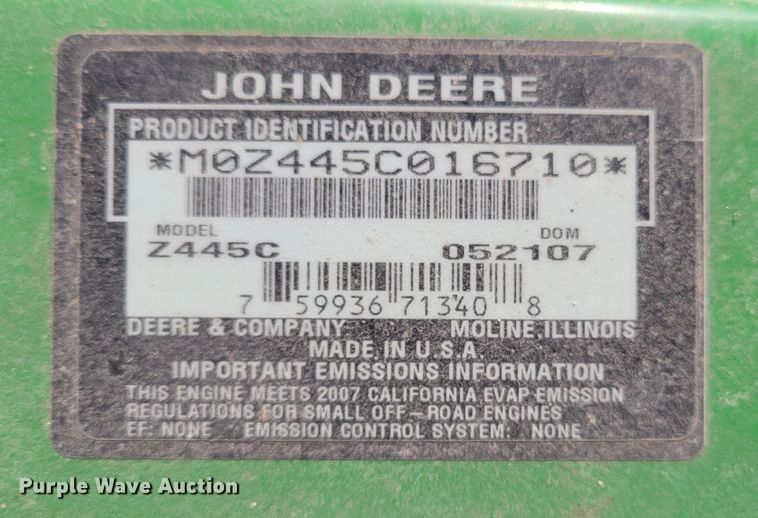 JOHN DEERE
PRODUCT IDENTIFICATION NUMBER
*M0Z445C016710*
MODEL DOM
Z445C 052107
7 59936 71340 8
DEERE & COMPANY MOLINE, ILLINOIS
MADE IN U.S.A.
IMPORTANT EMISSIONS INFORMATION
THIS ENGINE MEETS 2007 CALIFORNIA EVAP EMISSION
REGULATIONS FOR SMALL OFF-ROAD ENGINES
EF: NONE EMISSION CONTROL SYSTEM: NONE
Purple Wave Auction